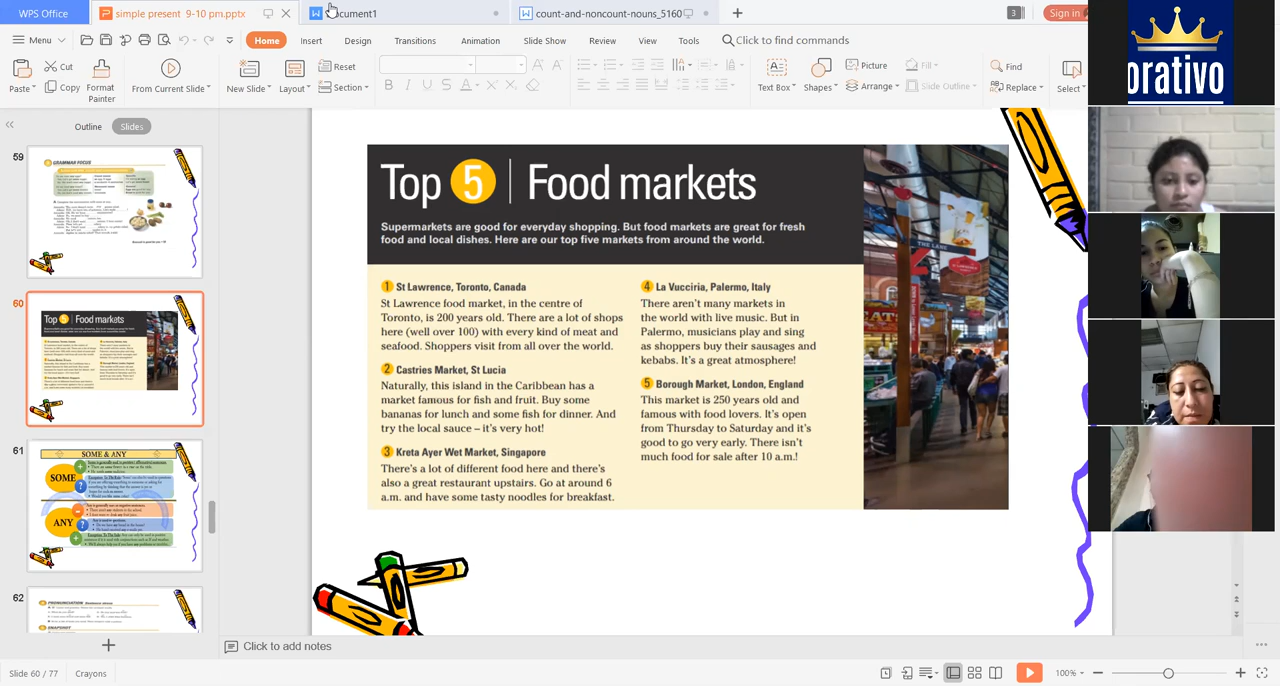 WPS Office
simple present 9-10 pm.pptx
count-and-noncount-nouns_5160
3
Sign in
Menu
Home
Insert
Design
Transitions
Animation
Slide Show
Review
View
Tools
Click to find commands
Paste
Cut
Copy
Format
Painter
From Current Slide
New Slide
Layout
Reset
Section
B I U S A
Text Box
Shapes
Picture
Arrange
Fill
Slide Outline
Find
Replace
Select
Outline
Slides
59
GRAMMAR FOCUS
60
Top 5 Food markets
61
SOME & ANY
SOME
ANY
62
Top 5 | Food markets
Supermarkets are good for everyday shopping. But food markets are great for fresh
food and local dishes. Here are our top five markets from around the world.
1 St Lawrence, Toronto, Canada
St Lawrence food market, in the centre of
Toronto, is 200 years old. There are a lot of shops
here (well over 100) with every kind of meat and
seafood. Shoppers visit from all over the world.
2 Castries Market, St Lucia
Naturally, this island in the Caribbean has a
market famous for fish and fruit. Buy some
bananas for lunch and some fish for dinner. And
try the local sauce – it's very hot!
3 Kreta Ayer Wet Market, Singapore
There's a lot of different food here and there's
also a great restaurant upstairs. Go at around 6
a.m. and have some tasty noodles for breakfast.
4 La Vucciria, Palermo, Italy
There aren't many markets in
the world with live music. But in
Palermo, musicians play and sing
as shoppers buy their sausages and
kebabs. It's a great atmosphere!
5 Borough Market, London, England
This market is 250 years old and
famous with food lovers. It's open
from Thursday to Saturday and it's
good to go very early. There isn't
much food for sale after 10 a.m.!
orativo
Click to add notes
Slide 60 / 77
Crayons
100%